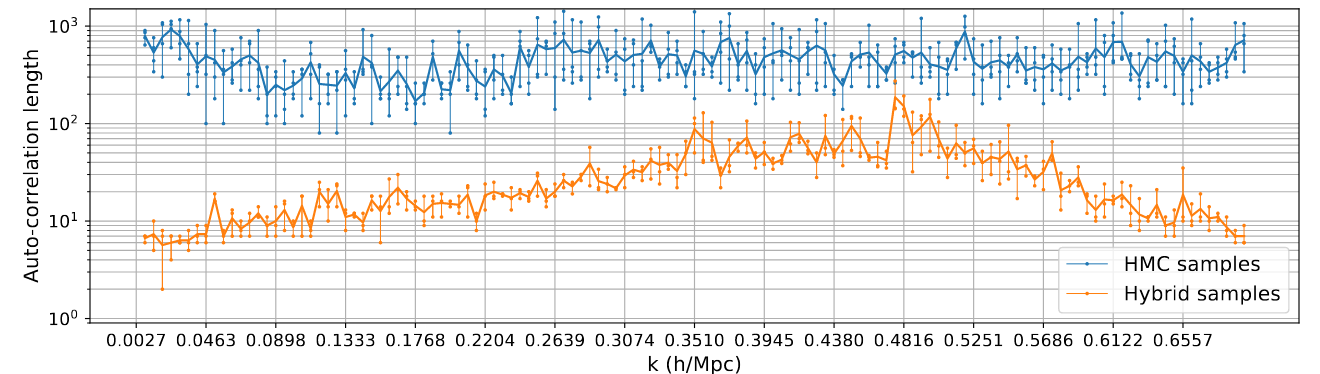 Auto-correlation length
10³
10²
10¹
10⁰
HMC samples
Hybrid samples
0.0027 0.0463 0.0898 0.1333 0.1768 0.2204 0.2639 0.3074 0.3510 0.3945 0.4380 0.4816 0.5251 0.5686 0.6122 0.6557
k (h/Mpc)